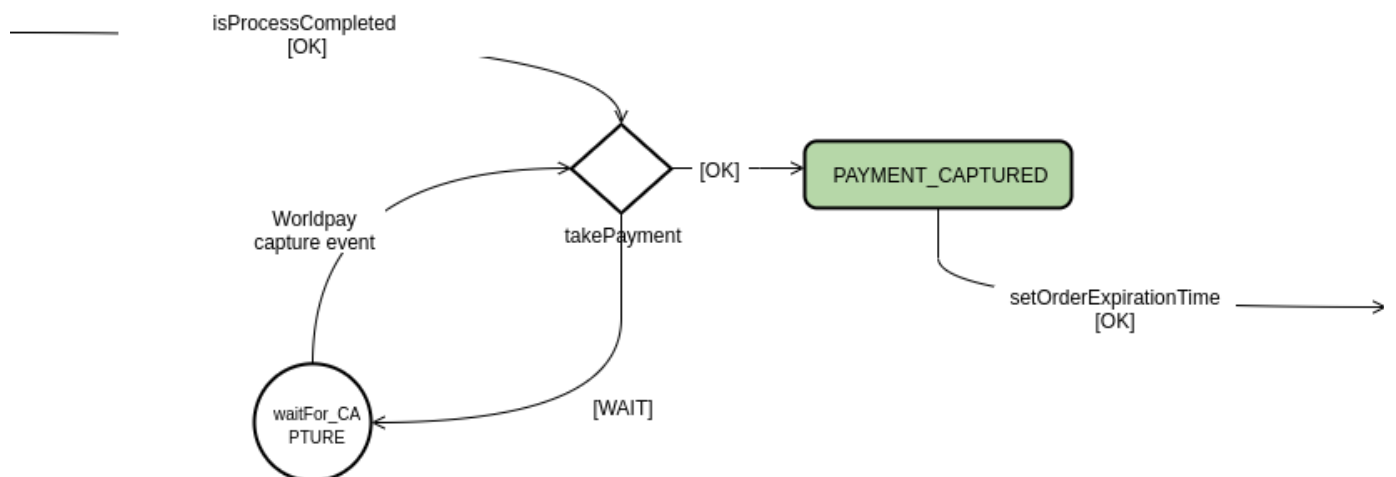 isProcessCompleted
[OK]
[OK]
PAYMENT_CAPTURED
Worldpay
capture event
takePayment
setOrderExpirationTime
[OK]
waitFor_CA
PTURE
[WAIT]